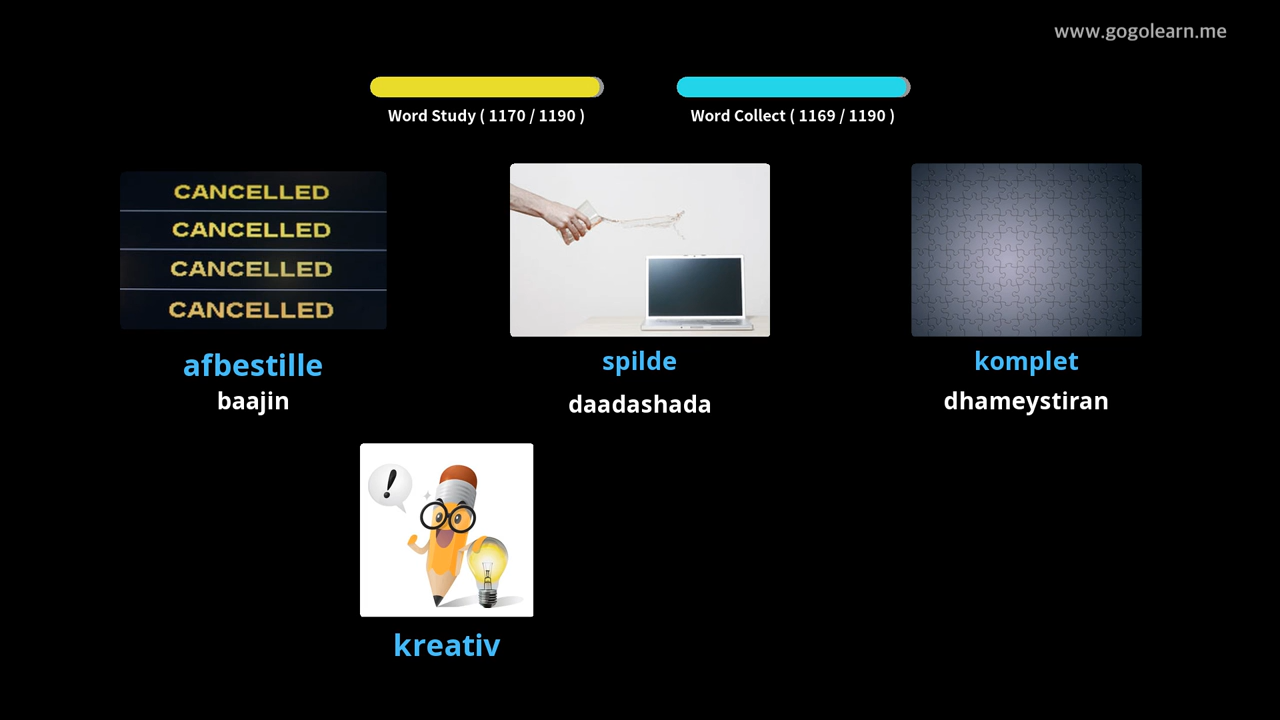 www.gogolearn.me
Word Study ( 1170 / 1190 )
Word Collect ( 1169 / 1190 )
CANCELLED
CANCELLED
CANCELLED
CANCELLED
afbestille
baajin
spilde
daadashada
komplet
dhameystiran
!
kreativ